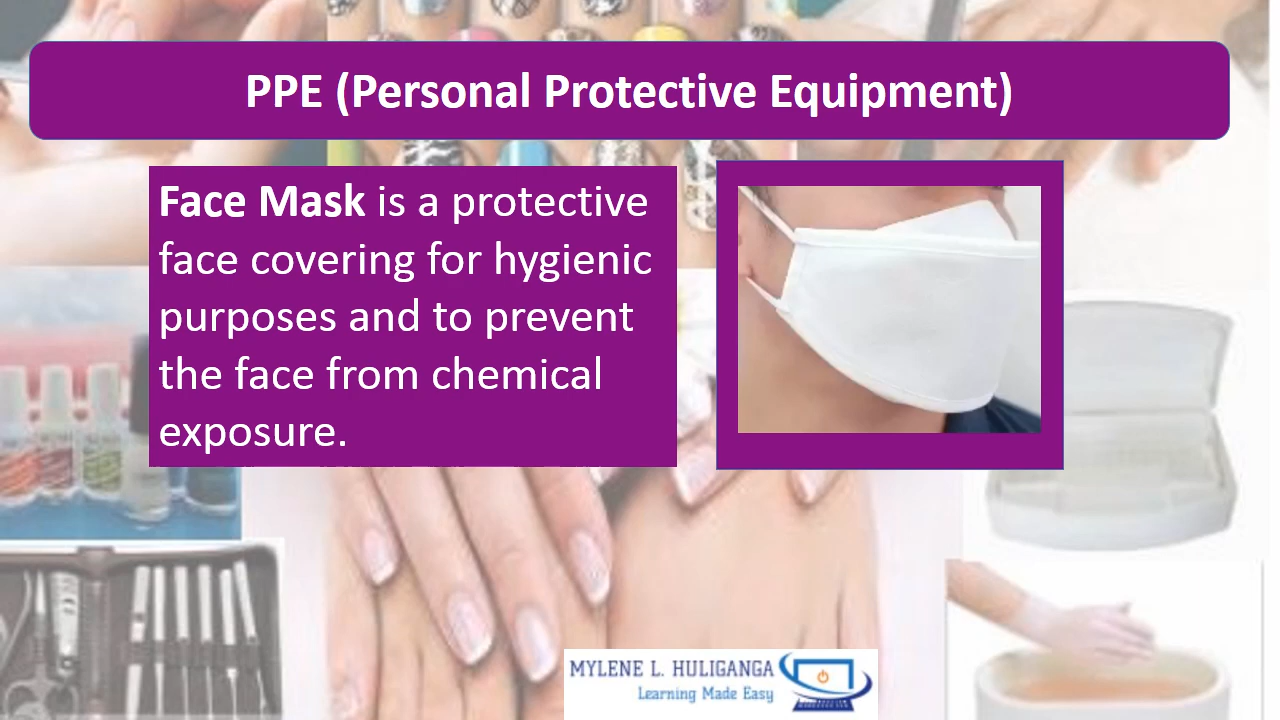 PPE (Personal Protective Equipment)
Face Mask is a protective
face covering for hygienic
purposes and to prevent
the face from chemical
exposure.
MYLENE L. HULIGANGA
Learning Made Easy